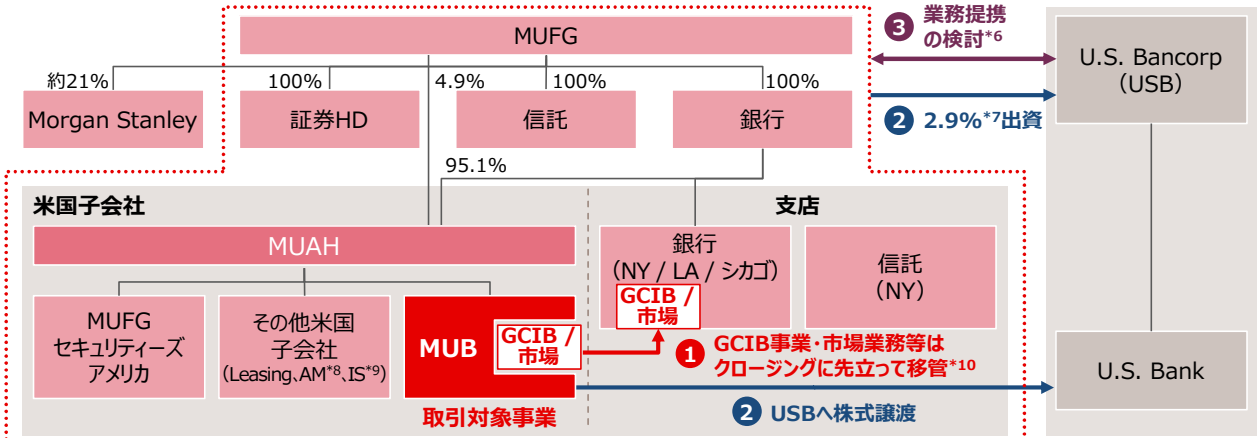 MUFG
約21%
100%
4.9%
100%
100%
Morgan Stanley
証券HD
信託
銀行
95.1%
3 業務提携
の検討*6
2 2.9%*7出資
U.S. Bancorp
(USB)
米国子会社
支店
MUAH
銀行
(NY / LA / シカゴ)
GCIB /
市場
信託
(NY)
MUFG
セキュリティーズ
アメリカ
その他米国
子会社
(Leasing、AM*8、IS*9)
MUB
GCIB /
市場
取引対象事業
1 GCIB事業・市場業務等は
クロージングに先立って移管*10
2 USBへ株式譲渡
U.S. Bank